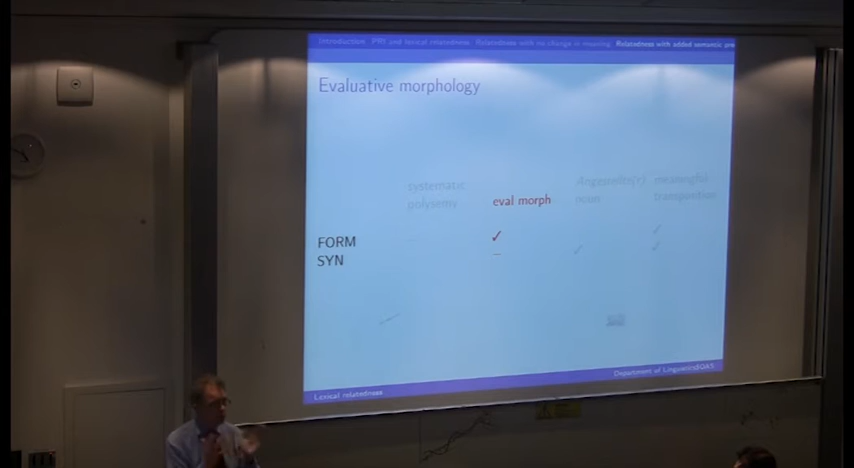 Introduction PRI and lexical relatedness Relatedness with no change in meaning Relatedness with added semantic pre
Evaluative morphology
systematic polysemy
eval morph
Angestellte(r) noun
meaningful transposition
FORM – ✓ ✓
SYN – ✓ ✓
Lexical relatedness
Department of Linguistics